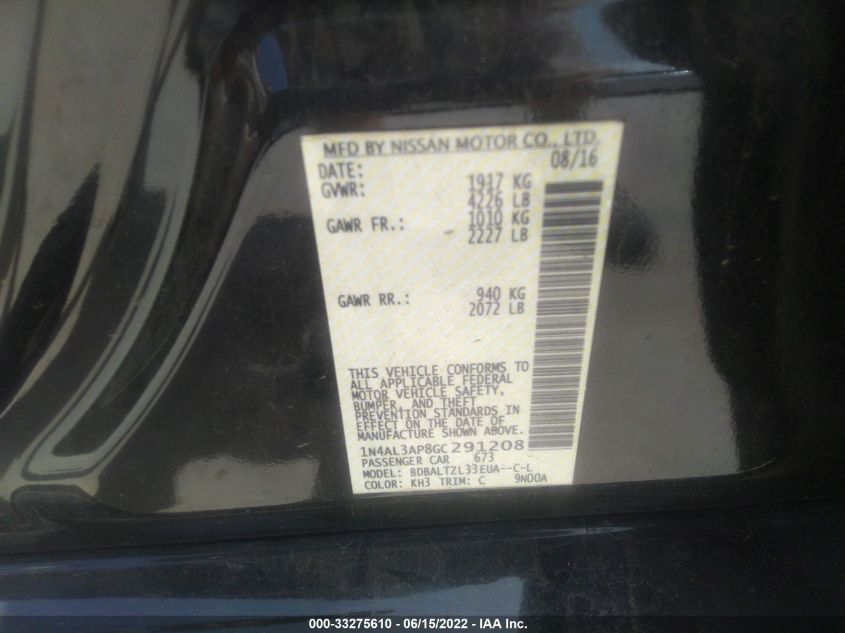 MFD BY NISSAN MOTOR CO., LTD.
DATE: 08/16
GVWR: 1917 KG
4226 LB
GAWR FR.: 1010 KG
2227 LB
GAWR RR.: 940 KG
2072 LB
THIS VEHICLE CONFORMS TO
ALL APPLICABLE FEDERAL
MOTOR VEHICLE SAFETY,
BUMPER, AND THEFT
PREVENTION STANDARDS IN
EFFECT ON THE DATE OF
MANUFACTURE SHOWN ABOVE.
1N4AL3AP8GC291208
PASSENGER CAR 673
MODEL: BDBALTZL33EUA--C-L
COLOR: KH3 TRIM: C 9N00A
000-33275610 - 06/15/2022 - IAA Inc.